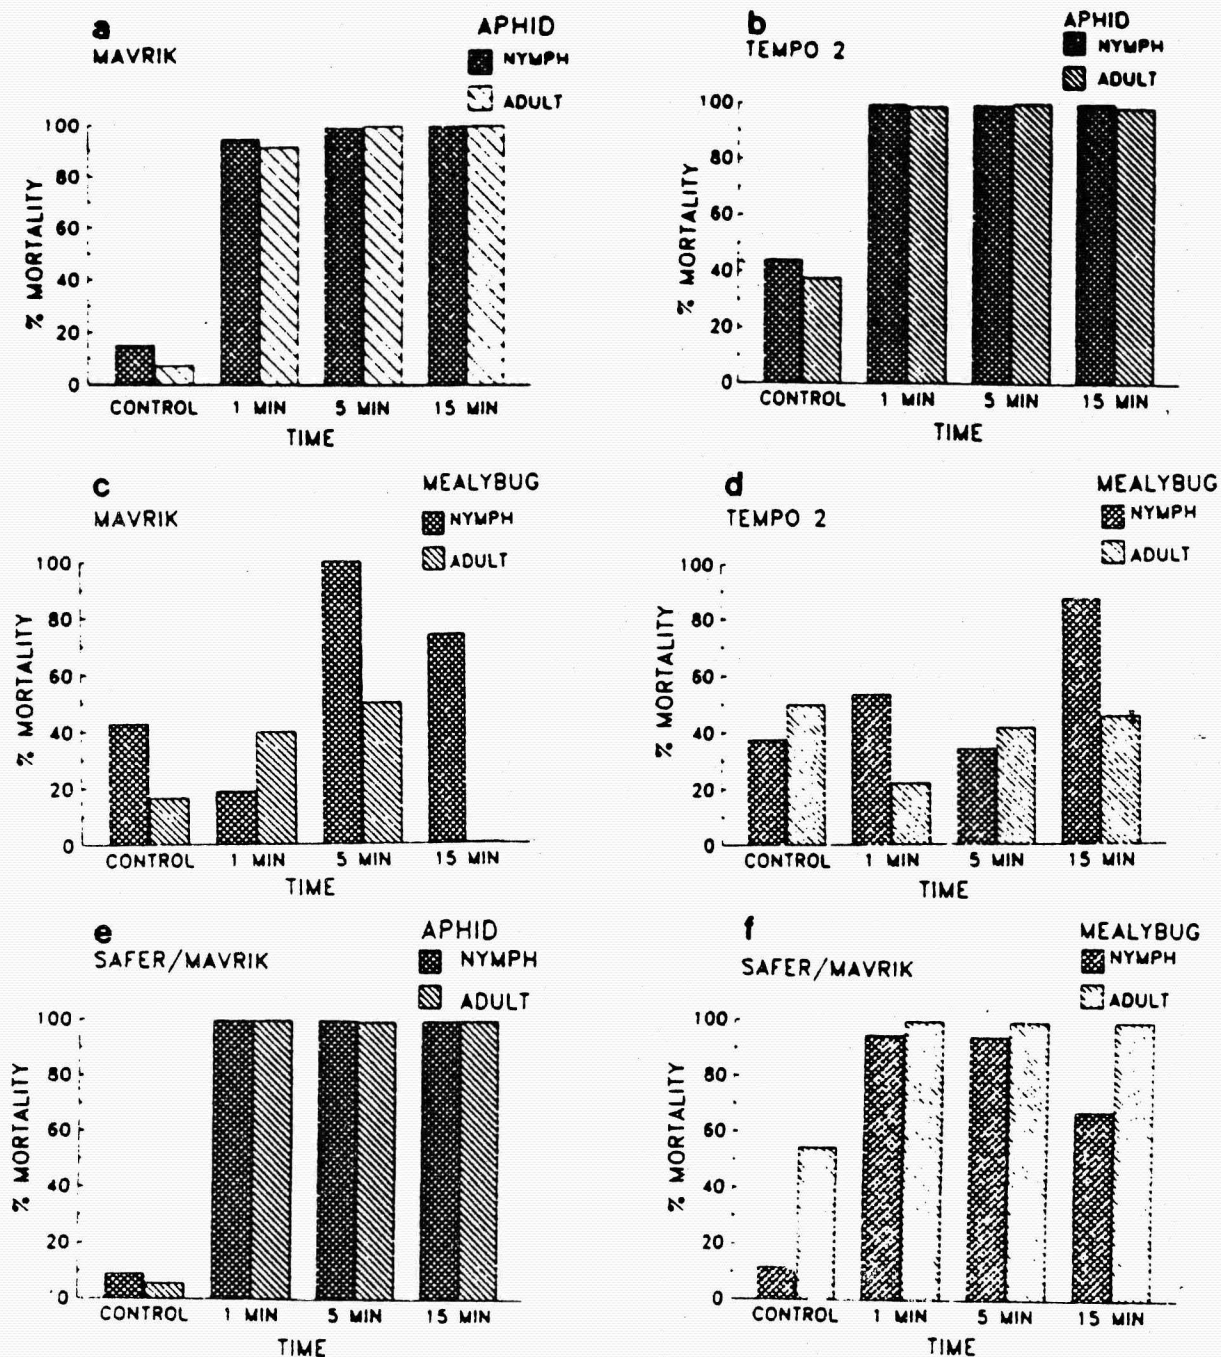 a
MAVRIK
APHID
NYMPH
ADULT
100
80
60
40
20
0
% MORTALITY
CONTROL 1 MIN 5 MIN 15 MIN
TIME
b
TEMPO 2
APHID
NYMPH
ADULT
100
80
60
40
20
0
% MORTALITY
CONTROL 1 MIN 5 MIN 15 MIN
TIME
c
MAVRIK
MEALYBUG
NYMPH
ADULT
100
80
60
40
20
0
% MORTALITY
CONTROL 1 MIN 5 MIN 15 MIN
TIME
d
TEMPO 2
MEALYBUG
NYMPH
ADULT
100
80
60
40
20
0
% MORTALITY
CONTROL 1 MIN 5 MIN 15 MIN
TIME
e
SAFER/MAVRIK
APHID
NYMPH
ADULT
100
80
60
40
20
0
% MORTALITY
CONTROL 1 MIN 5 MIN 15 MIN
TIME
f
SAFER/MAVRIK
MEALYBUG
NYMPH
ADULT
100
80
60
40
20
0
% MORTALITY
CONTROL 1 MIN 5 MIN 15 MIN
TIME